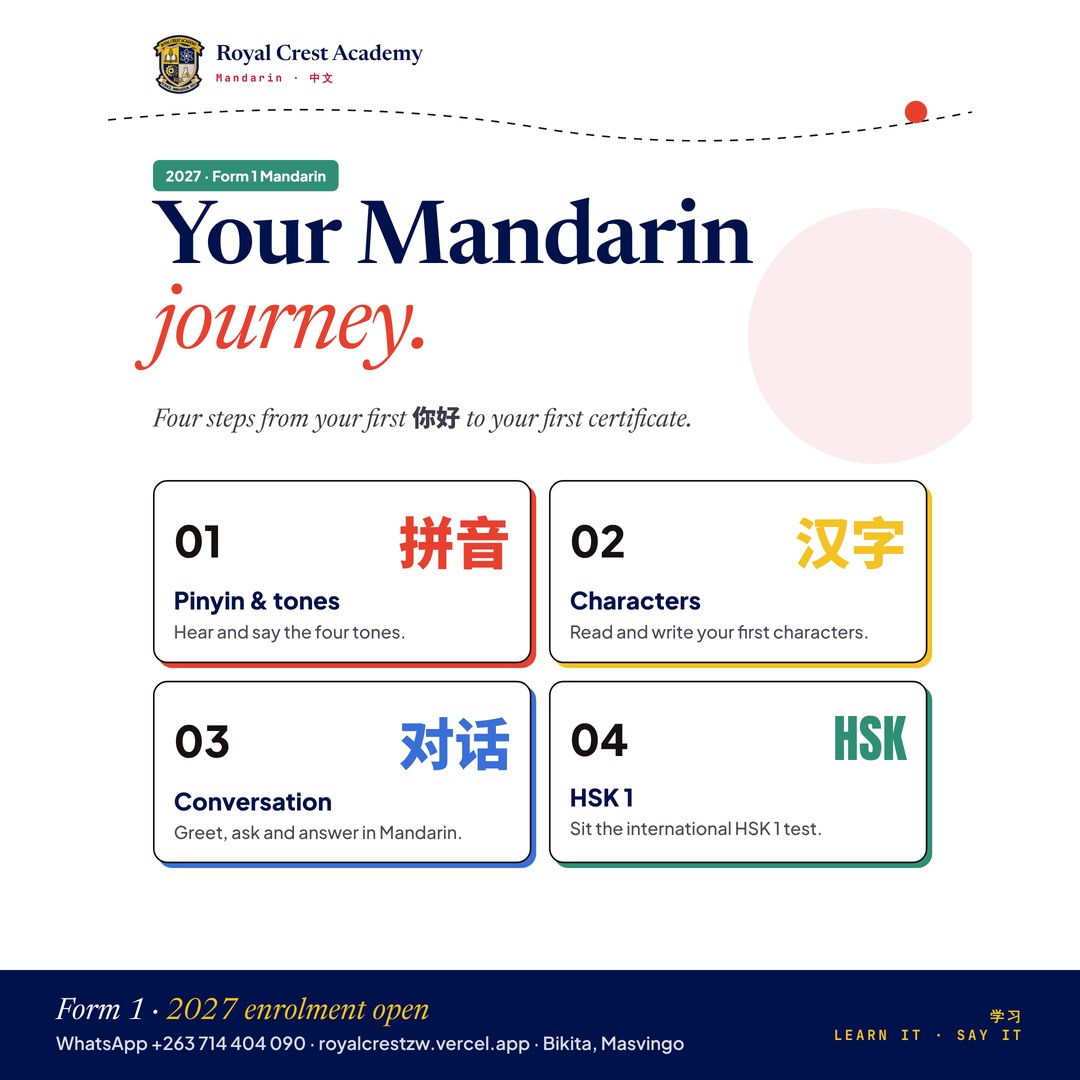 Royal Crest Academy
Mandarin · 中文
2027 · Form 1 Mandarin
Your Mandarin
journey.
Four steps from your first 你好 to your first certificate.
01
拼音
Pinyin & tones
Hear and say the four tones.
02
汉字
Characters
Read and write your first characters.
03
对话
Conversation
Greet, ask and answer in Mandarin.
04
HSK
HSK 1
Sit the international HSK 1 test.
Form 1 · 2027 enrolment open
WhatsApp +263 714 404 090 · royalcrestzw.vercel.app · Bikita, Masvingo
学习
LEARN IT · SAY IT